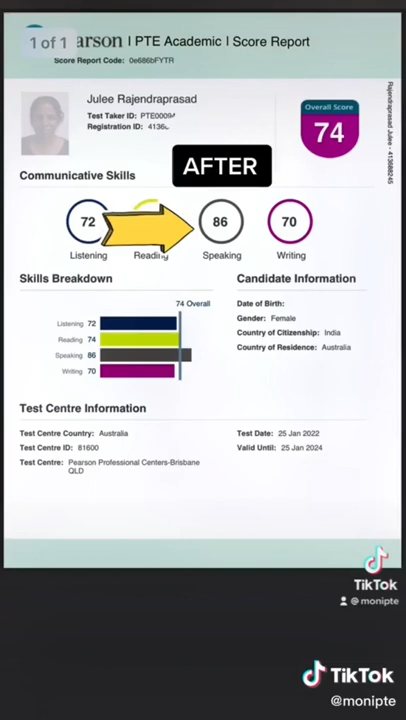 1 of 1
arson | PTE Academic | Score Report
Score Report Code: 0e686bFYTR
Julee Rajendraprasad
Test Taker ID: PTE0009
Registration ID: 4136
Overall Score
74
Rajendraprasad Julee - 413688245
AFTER
Communicative Skills
72 86 70
Listening Reading Speaking Writing
Skills Breakdown
74 Overall
Listening 72
Reading 74
Speaking 86
Writing 70
Candidate Information
Date of Birth:
Gender: Female
Country of Citizenship: India
Country of Residence: Australia
Test Centre Information
Test Centre Country: Australia
Test Centre ID: 81600
Test Centre: Pearson Professional Centers-Brisbane
QLD
Test Date: 25 Jan 2022
Valid Until: 25 Jan 2024
TikTok
@monipte
TikTok
@monipte